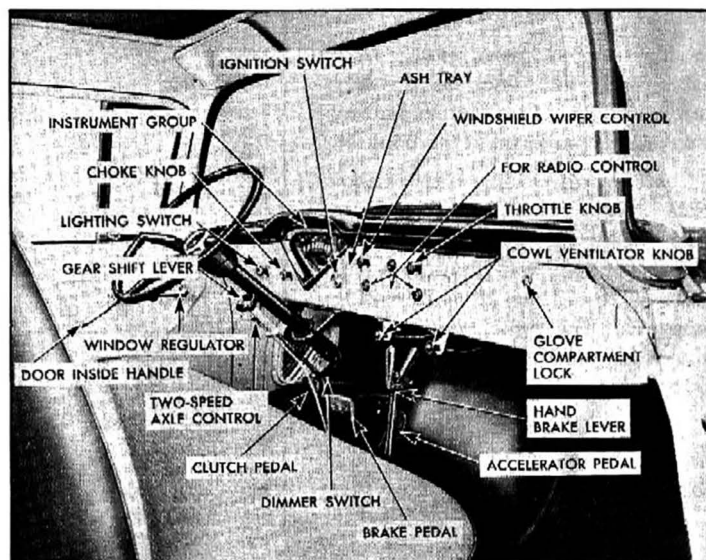 IGNITION SWITCH
ASH TRAY
INSTRUMENT GROUP
WINDSHIELD WIPER CONTROL
CHOKE KNOB
FOR RADIO CONTROL
LIGHTING SWITCH
THROTTLE KNOB
GEAR SHIFT LEVER
COWL VENTILATOR KNOB
WINDOW REGULATOR
GLOVE
COMPARTMENT
LOCK
DOOR INSIDE HANDLE
TWO-SPEED
AXLE CONTROL
HAND
BRAKE LEVER
CLUTCH PEDAL
ACCELERATOR PEDAL
DIMMER SWITCH
BRAKE PEDAL